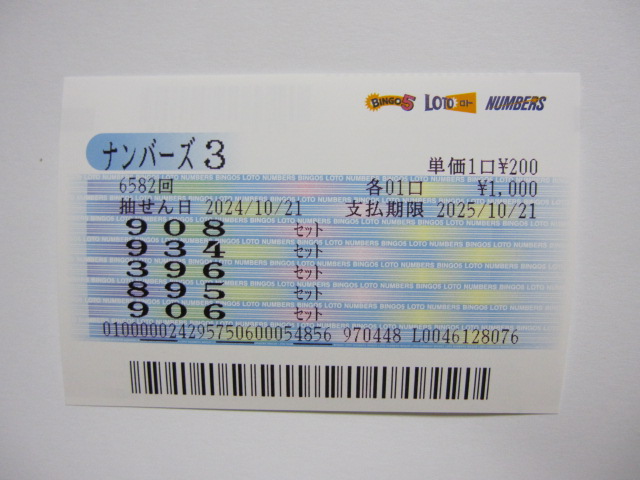 BINGO5 LOTO ロト NUMBERS
ナンバーズ3
単価1口¥200
6582回 各01口 ¥1,000
抽せん日 2024/10/21 支払期限 2025/10/21
908 セット
934 セット
396 セット
895 セット
906 セット
010000024295750600054856 970448 L0046128076